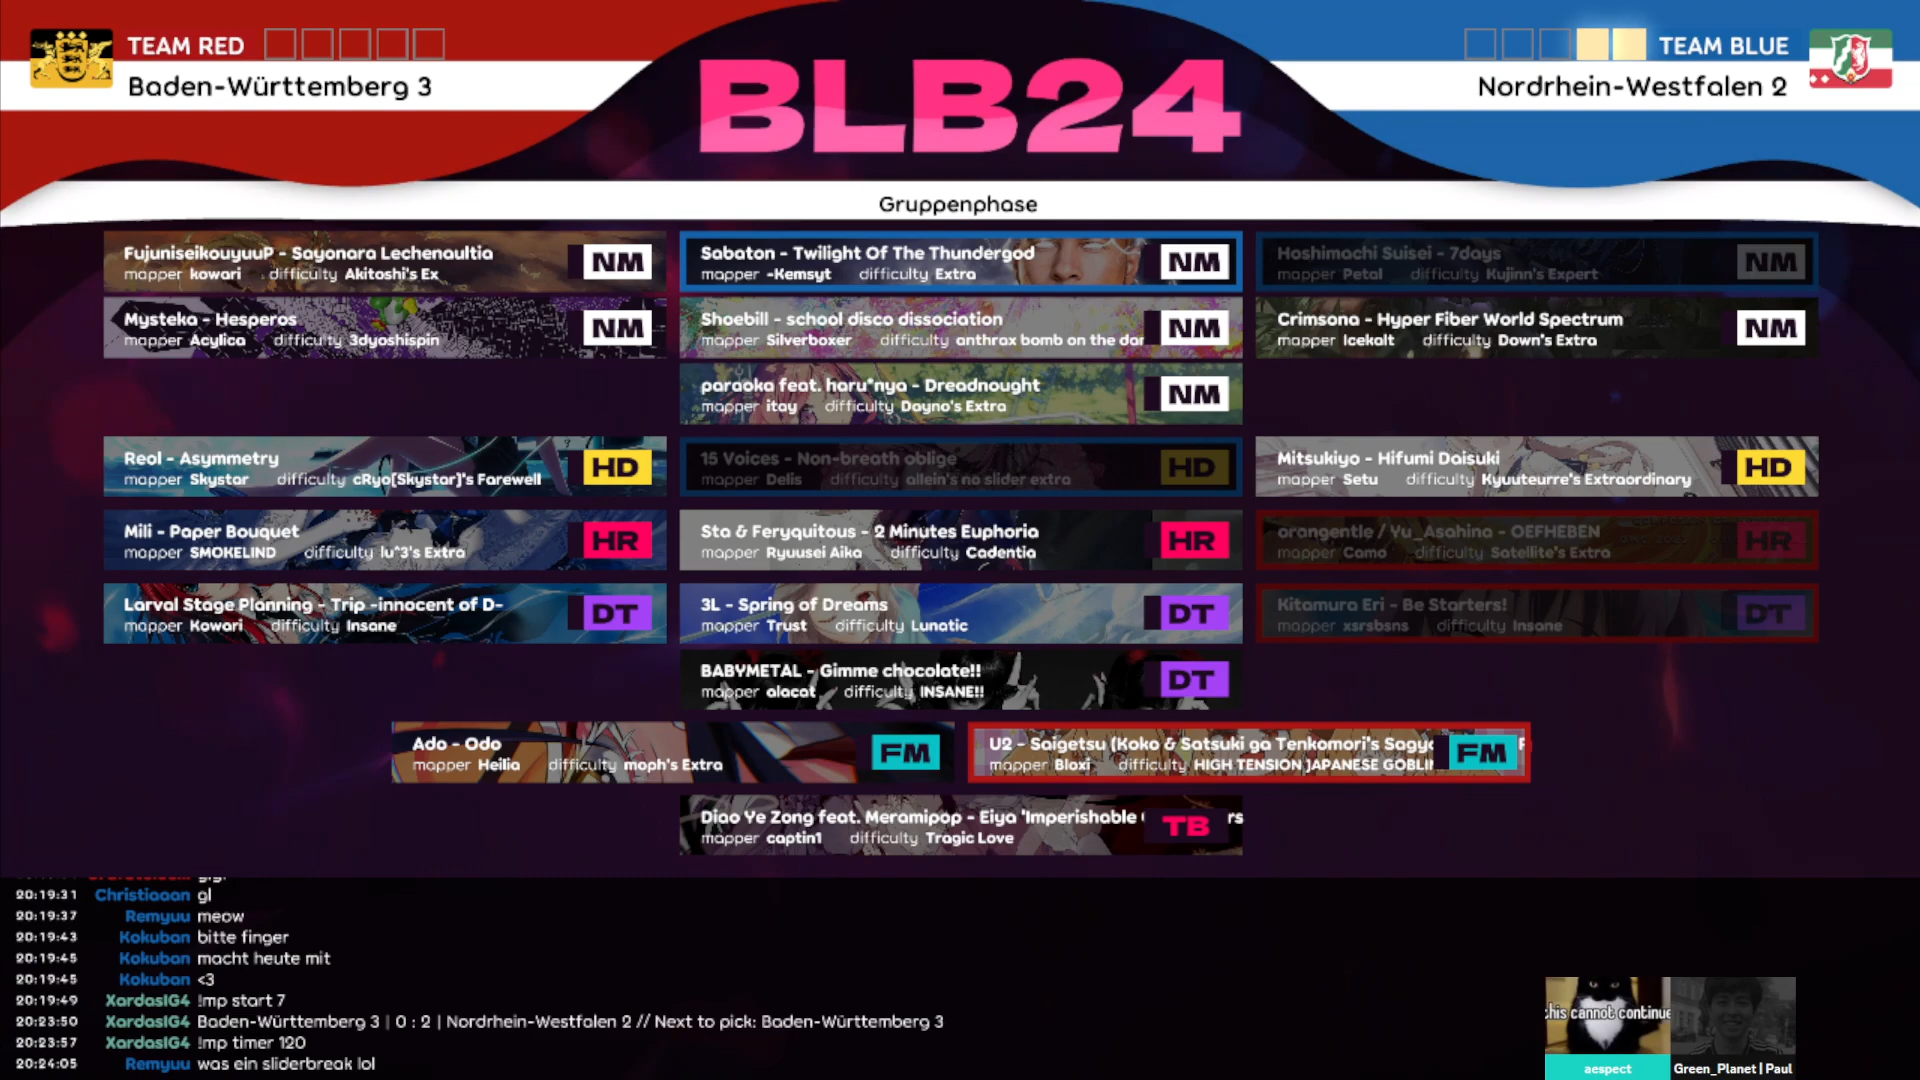 TEAM RED
Baden-Württemberg 3
BLB24
TEAM BLUE
Nordrhein-Westfalen 2
Gruppenphase
FujuniseikouyuuP - Sayonara Lechenaultia
mapper kowari difficulty Akitoshi's Ex
NM
Sabaton - Twilight Of The Thundergod
mapper -Kemsyt difficulty Extra
NM
Hoshimachi Suisei - 7days
mapper Petal difficulty Kujinn's Expert
NM
Mysteka - Hesperos
mapper Acylica difficulty 3dyoshispin
NM
Shoebill - school disco dissociation
mapper Silverboxer difficulty anthrax bomb on the dar
NM
Crimsona - Hyper Fiber World Spectrum
mapper Icekalt difficulty Down's Extra
NM
paraoka feat. haru*nya - Dreadnought
mapper itay difficulty Dayno's Extra
NM
Reol - Asymmetry
mapper Skystar difficulty cRyo[Skystar]'s Farewell
HD
15 Voices - Non-breath oblige
mapper Delis difficulty allein's no slider extra
HD
Mitsukiyo - Hifumi Daisuki
mapper Setu difficulty Kyuuteurre's Extraordinary
HD
Mili - Paper Bouquet
mapper SMOKELIND difficulty lu^3's Extra
HR
Sta & Feryquitous - 2 Minutes Euphoria
mapper Ryuusei Aika difficulty Cadentia
HR
orangentle / Yu_Asahina - OEFHEBEN
mapper Camo difficulty Satellite's Extra
HR
Larval Stage Planning - Trip -innocent of D-
mapper Kowari difficulty Insane
DT
3L - Spring of Dreams
mapper Trust difficulty Lunatic
DT
Kitamura Eri - Be Starters!
mapper xsrsbsns difficulty Insane
DT
BABYMETAL - Gimme chocolate!!
mapper alacat difficulty INSANE!!
DT
Ado - Odo
mapper Heilia difficulty moph's Extra
FM
U2 - Saigetsu (Koko & Satsuki ga Tenkomori's Sagyo
mapper Bloxi difficulty HIGH TENSION JAPANESE GOBLIN
FM
Diao Ye Zong feat. Meramipop - Eiya 'Imperishable
mapper captin1 difficulty Tragic Love
TB
20:19:31 Christiaaan gl
20:19:37 Remyuu meow
20:19:43 Kokuban bitte finger
20:19:45 Kokuban macht heute mit
20:19:45 Kokuban <3
20:19:49 XardasIG4 !mp start 7
20:23:50 XardasIG4 Baden-Württemberg 3 | 0 : 2 | Nordrhein-Westfalen 2 // Next to pick: Baden-Württemberg 3
20:23:57 XardasIG4 !mp timer 120
20:24:05 Remyuu was ein sliderbreak lol
this cannot continue
aespect
Green_Planet | Paul